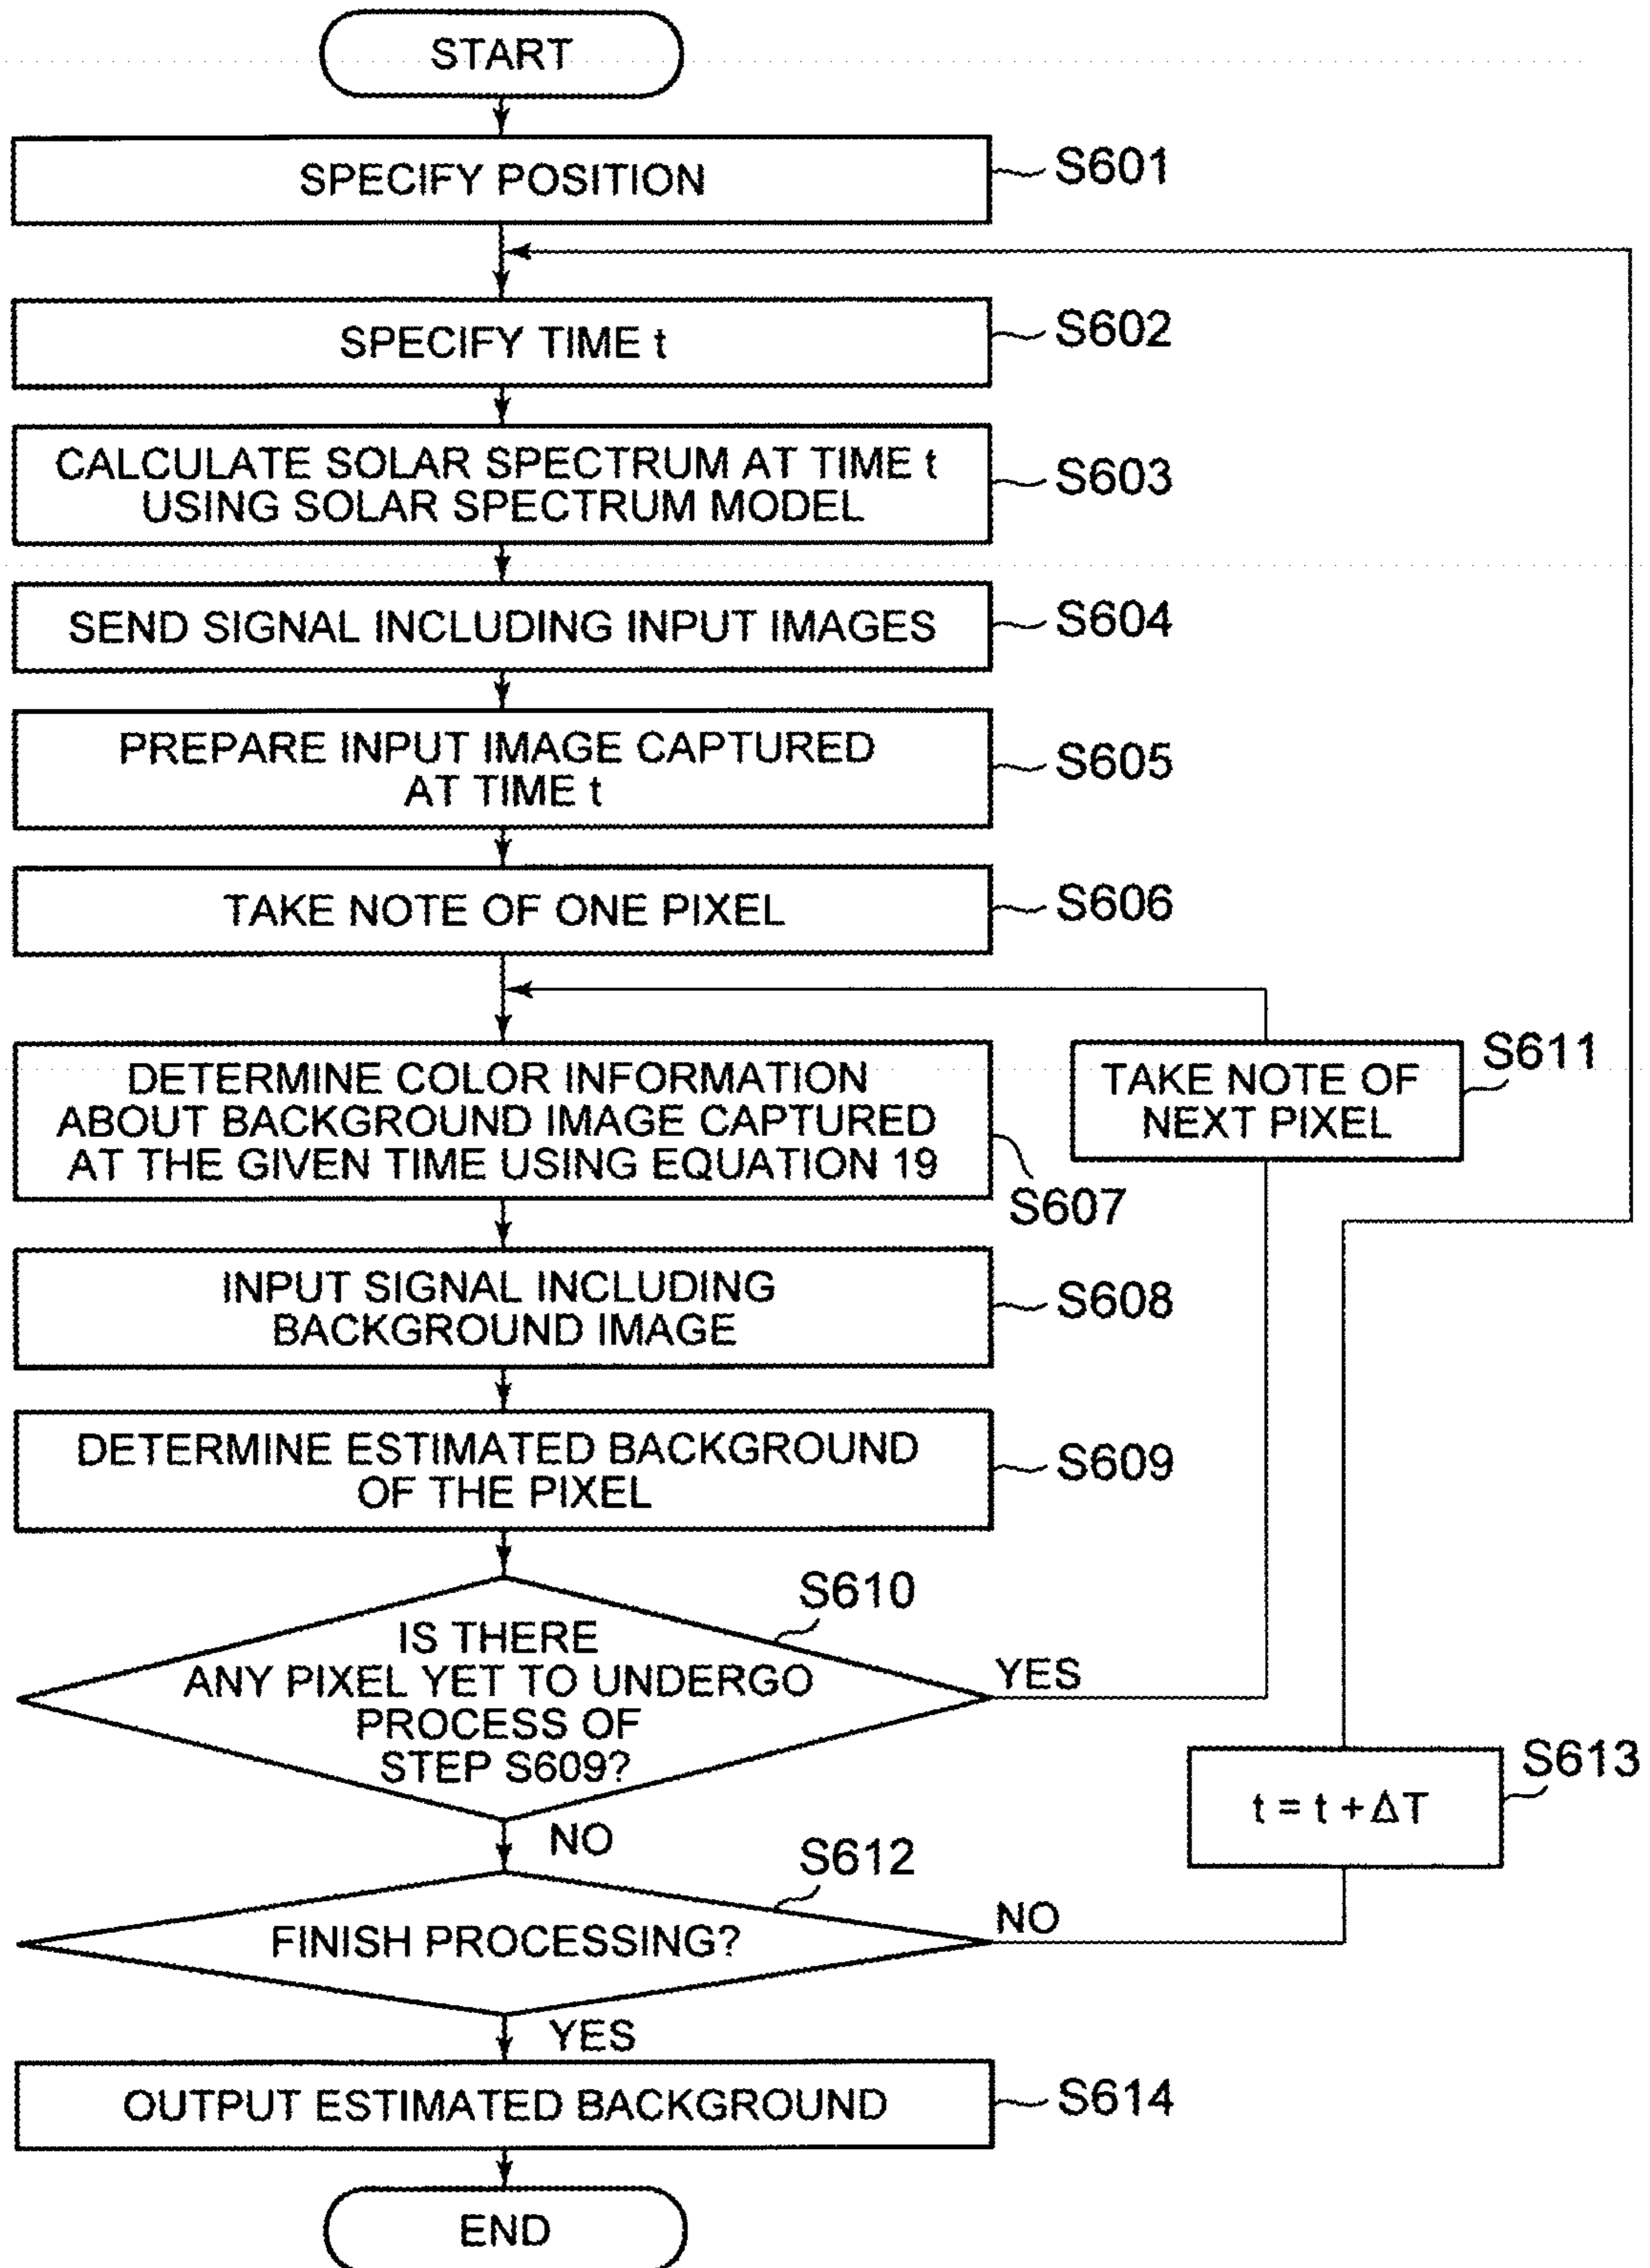 START
SPECIFY POSITION
S601
SPECIFY TIME t
S602
CALCULATE SOLAR SPECTRUM AT TIME t
USING SOLAR SPECTRUM MODEL
S603
SEND SIGNAL INCLUDING INPUT IMAGES
S604
PREPARE INPUT IMAGE CAPTURED
AT TIME t
S605
TAKE NOTE OF ONE PIXEL
S606
DETERMINE COLOR INFORMATION
ABOUT BACKGROUND IMAGE CAPTURED
AT THE GIVEN TIME USING EQUATION 19
S607
TAKE NOTE OF
NEXT PIXEL
S611
INPUT SIGNAL INCLUDING
BACKGROUND IMAGE
S608
DETERMINE ESTIMATED BACKGROUND
OF THE PIXEL
S609
S610
IS THERE
ANY PIXEL YET TO UNDERGO
PROCESS OF
STEP S609?
YES
NO
t = t + ΔT
S613
S612
FINISH PROCESSING?
NO
YES
OUTPUT ESTIMATED BACKGROUND
S614
END